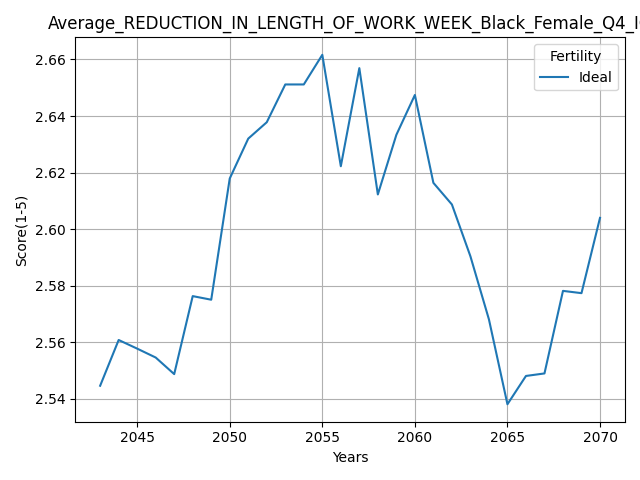 Average_REDUCTION_IN_LENGTH_OF_WORK_WEEK_Black_Female_Q4_I
Fertility
Ideal
Score(1-5)
2.66
2.64
2.62
2.60
2.58
2.56
2.54
2045 2050 2055 2060 2065 2070
Years